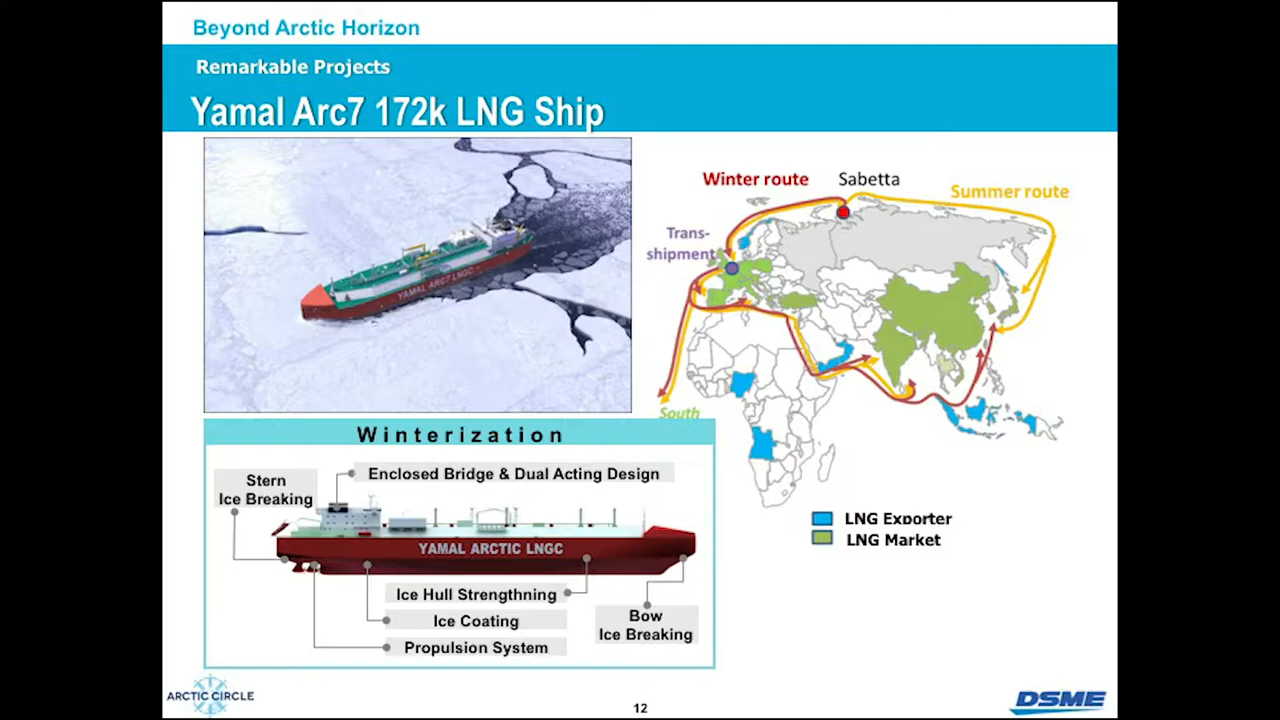 Beyond Arctic Horizon
Remarkable Projects
Yamal Arc7 172k LNG Ship
YAMAL ARC7 LNGC
Winter route
Sabetta
Summer route
Trans-
shipment
South
LNG Exporter
LNG Market
Winterization
Stern
Ice Breaking
Enclosed Bridge & Dual Acting Design
YAMAL ARCTIC LNGC
Ice Hull Strengthning
Ice Coating
Propulsion System
Bow
Ice Breaking
ARCTIC CIRCLE
12
DSME